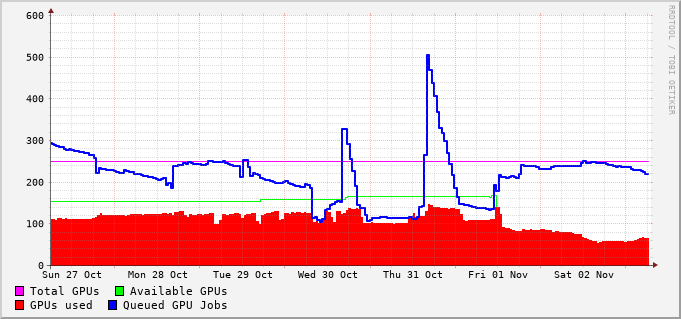 600
500
400
300
200
100
0
Sun 27 Oct Mon 28 Oct Tue 29 Oct Wed 30 Oct Thu 31 Oct Fri 01 Nov Sat 02 Nov
Total GPUs Available GPUs
GPUs used Queued GPU Jobs
RRDTOOL / TOBI OETIKER